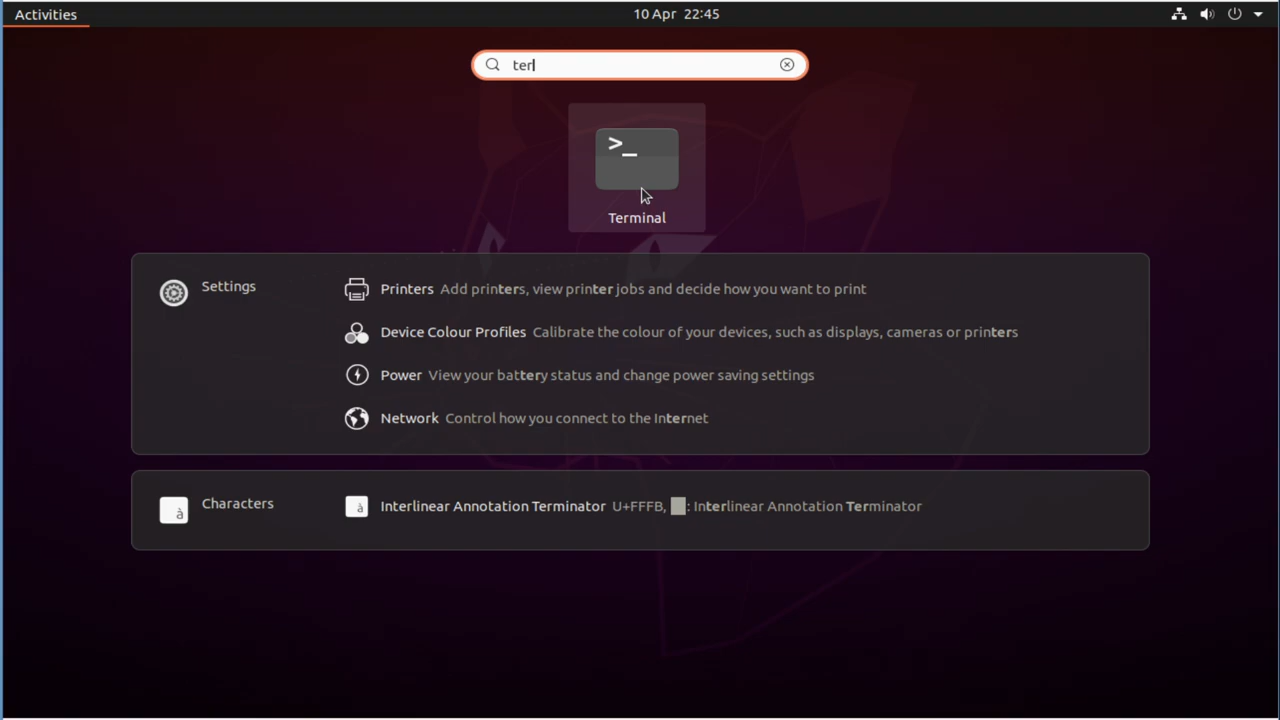 Activities 10 Apr 22:45
ter
>_
Terminal
Settings
Printers Add printers, view printer jobs and decide how you want to print
Device Colour Profiles Calibrate the colour of your devices, such as displays, cameras or printers
Power View your battery status and change power saving settings
Network Control how you connect to the Internet
Characters
à
à
Interlinear Annotation Terminator U+FFFB, : Interlinear Annotation Terminator